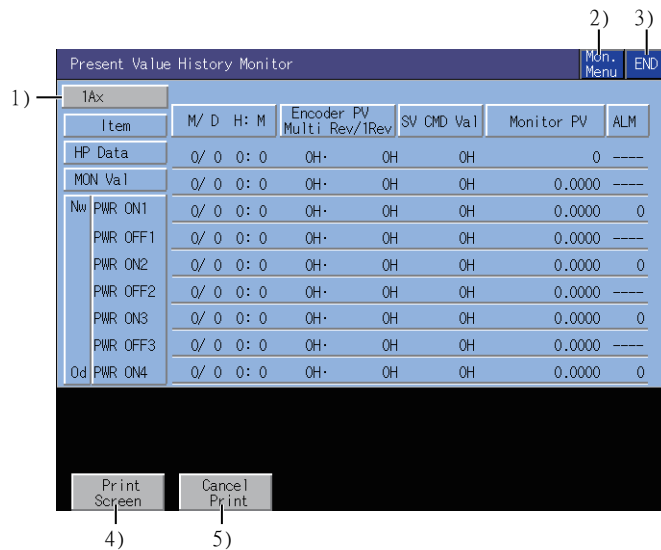 2) 3)
Present Value History Monitor Mon. Menu END
1) 1Ax
Item M/ D H: M Encoder PV Multi Rev/1Rev SV CMD Val Monitor PV ALM
HP Data 0/ 0 0: 0 0H· 0H 0H 0 ----
MON Val 0/ 0 0: 0 0H· 0H 0H 0.0000 ----
Nw PWR ON1 0/ 0 0: 0 0H· 0H 0H 0.0000 0
PWR OFF1 0/ 0 0: 0 0H· 0H 0H 0.0000 ----
PWR ON2 0/ 0 0: 0 0H· 0H 0H 0.0000 0
PWR OFF2 0/ 0 0: 0 0H· 0H 0H 0.0000 ----
PWR ON3 0/ 0 0: 0 0H· 0H 0H 0.0000 0
PWR OFF3 0/ 0 0: 0 0H· 0H 0H 0.0000 ----
Od PWR ON4 0/ 0 0: 0 0H· 0H 0H 0.0000 0
Print Screen Cancel Print
4) 5)